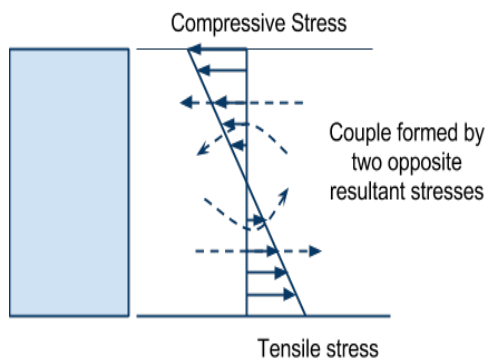 Compressive Stress
Couple formed by
two opposite
resultant stresses
Tensile stress